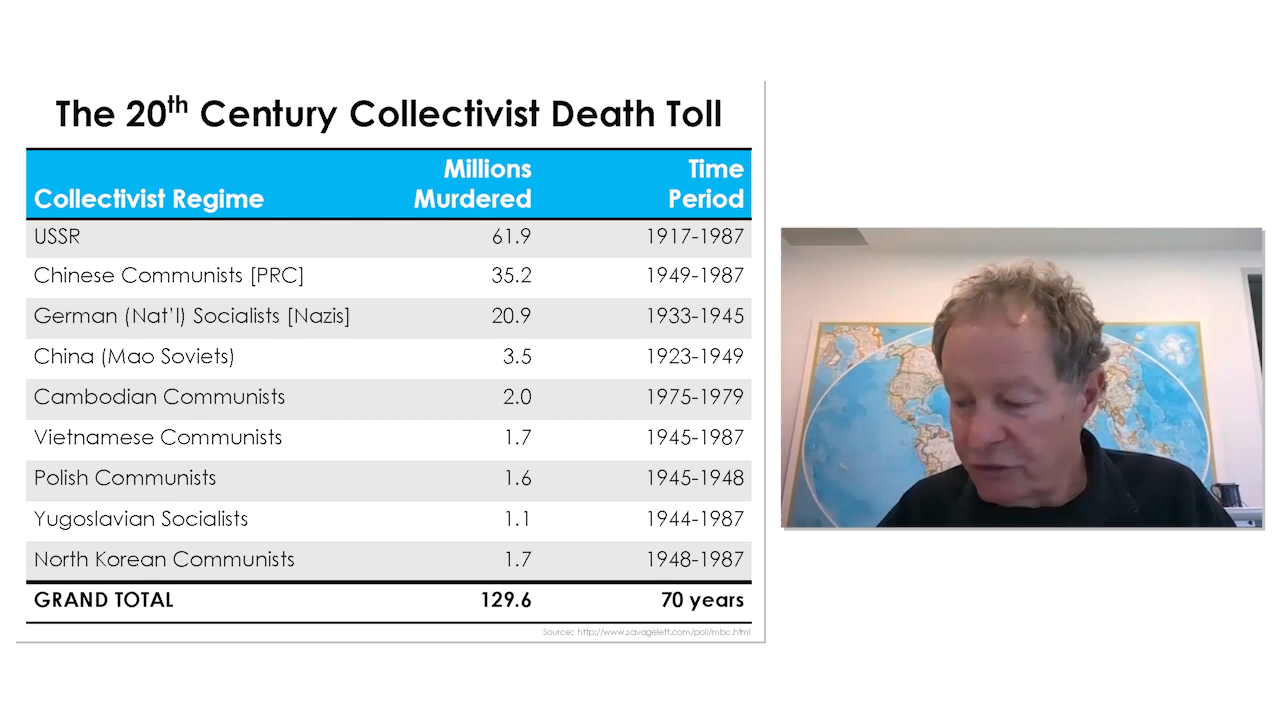 The 20th Century Collectivist Death Toll
Collectivist Regime Millions Murdered Time Period
USSR 61.9 1917-1987
Chinese Communists [PRC] 35.2 1949-1987
German (Nat'l) Socialists [Nazis] 20.9 1933-1945
China (Mao Soviets) 3.5 1923-1949
Cambodian Communists 2.0 1975-1979
Vietnamese Communists 1.7 1945-1987
Polish Communists 1.6 1945-1948
Yugoslavian Socialists 1.1 1944-1987
North Korean Communists 1.7 1948-1987
GRAND TOTAL 129.6 70 years
Source: http://www.savageleft.com/poli/mbc.html